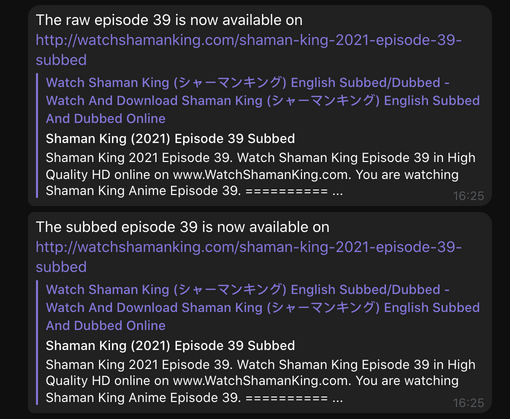 The raw episode 39 is now available on
http://watchshamanking.com/shaman-king-2021-episode-39-
subbed
Watch Shaman King (シャーマンキング) English Subbed/Dubbed -
Watch And Download Shaman King (シャーマンキング) English Subbed
And Dubbed Online
Shaman King (2021) Episode 39 Subbed
Shaman King 2021 Episode 39. Watch Shaman King Episode 39 in High
Quality HD online on www.WatchShamanKing.com. You are watching
Shaman King Anime Episode 39. ========== ...
16:25
The subbed episode 39 is now available on
http://watchshamanking.com/shaman-king-2021-episode-39-
subbed
Watch Shaman King (シャーマンキング) English Subbed/Dubbed -
Watch And Download Shaman King (シャーマンキング) English Subbed
And Dubbed Online
Shaman King (2021) Episode 39 Subbed
Shaman King 2021 Episode 39. Watch Shaman King Episode 39 in High
Quality HD online on www.WatchShamanKing.com. You are watching
Shaman King Anime Episode 39. ========== ...
16:25